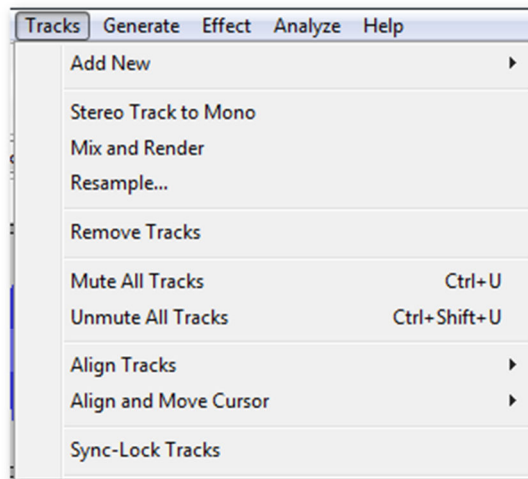 Tracks Generate Effect Analyze Help
Add New
Stereo Track to Mono
Mix and Render
Resample...
Remove Tracks
Mute All Tracks Ctrl+U
Unmute All Tracks Ctrl+Shift+U
Align Tracks
Align and Move Cursor
Sync-Lock Tracks